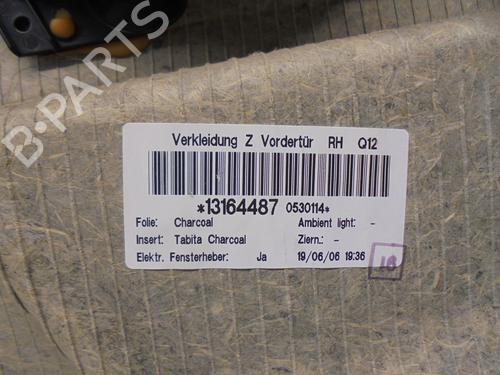 B-PARTS
Verkleidung Z Vordertür RH Q12
*13164487 0530114*
Folie: Charcoal Ambient light: -
Insert: Tabita Charcoal Ziern.: -
Elektr. Fensterheber: Ja 19/06/06 19:36